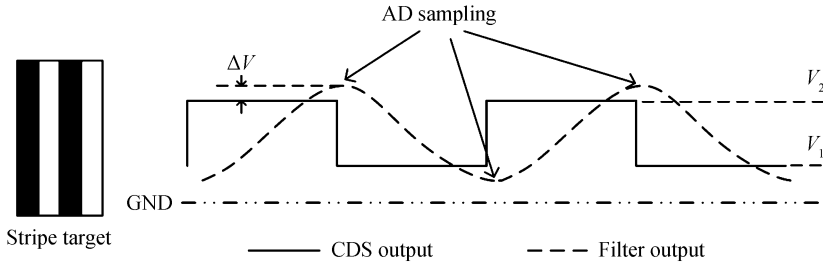 AD sampling
ΔV
V2
V1
GND
Stripe target
CDS output
Filter output